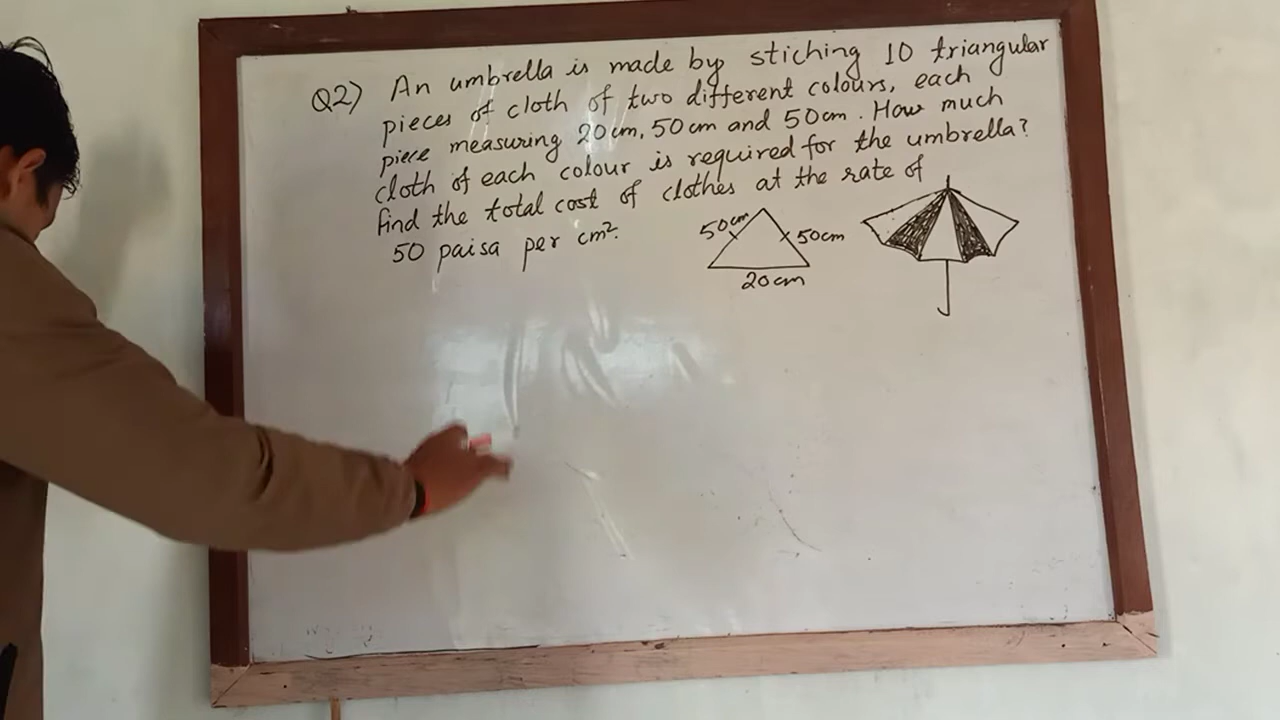 Q2) An umbrella is made by stiching 10 triangular
pieces of cloth of two different colours, each
piece measuring 20cm, 50cm and 50cm. How much
cloth of each colour is required for the umbrella?
find the total cost of clothes at the rate of
50 paisa per cm².
50cm
50cm
20cm